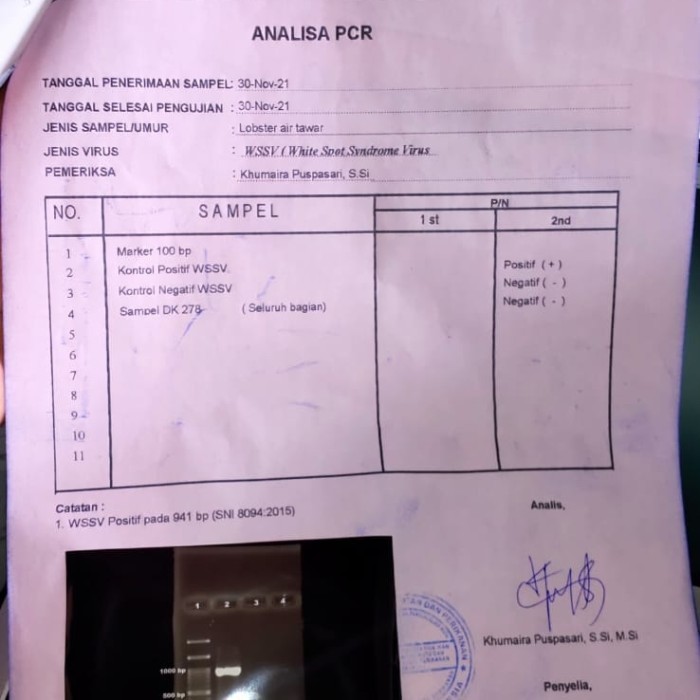 ANALISA PCR
TANGGAL PENERIMAAN SAMPEL: 30-Nov-21
TANGGAL SELESAI PENGUJIAN : 30-Nov-21
JENIS SAMPEL/UMUR : Lobster air tawar
JENIS VIRUS : WSSV ( White Spot Syndrome Virus
PEMERIKSA : Khumaira Puspasari, S.Si
NO. SAMPEL P/N
1 st 2nd
1 Marker 100 bp
2 Kontrol Positif WSSV Positif ( + )
3 Kontrol Negatif WSSV Negatif ( - )
4 Sampel DK 278 ( Seluruh bagian) Negatif ( - )
5
6
7
8
9
10
11
Catatan :
1. WSSV Positif pada 941 bp (SNI 8094:2015)
Analis,
1 2 3 4
1000 bp
500 bp
Khumaira Puspasari, S.Si, M.Si
Penyelia,